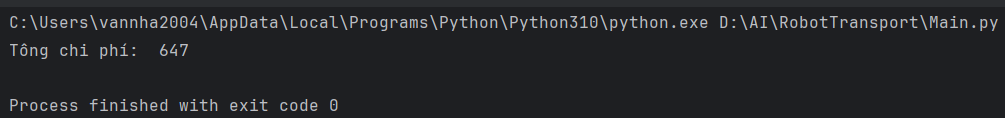 C:\Users\vannha2004\AppData\Local\Programs\Python\Python310\python.exe D:\AI\RobotTransport\Main.py
Tông chi phí:  647
Process finished with exit code 0